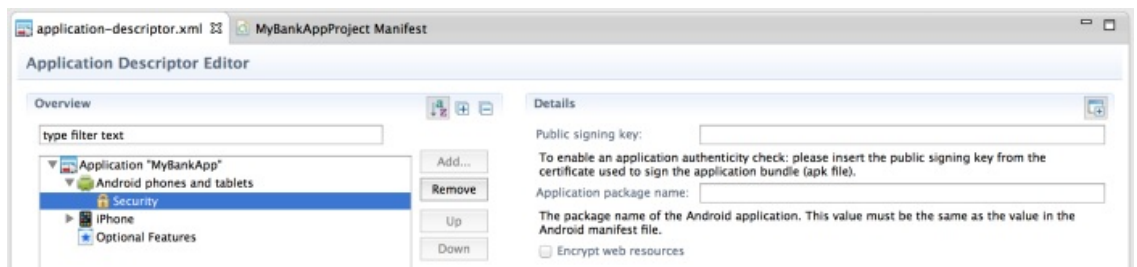 application-descriptor.xml MyBankAppProject Manifest
Application Descriptor Editor
Overview
type filter text
Application "MyBankApp"
Android phones and tablets
Security
iPhone
Optional Features
Add...
Remove
Up
Down
Details
Public signing key:
To enable an application authenticity check: please insert the public signing key from the
certificate used to sign the application bundle (apk file).
Application package name:
The package name of the Android application. This value must be the same as the value in the
Android manifest file.
Encrypt web resources